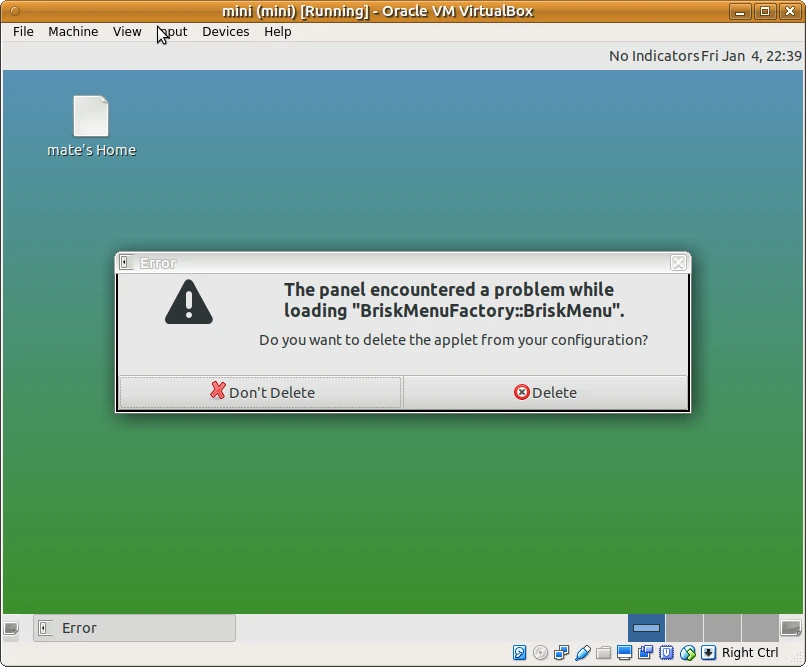 mini (mini) [Running] - Oracle VM VirtualBox
File Machine View Input Devices Help
No Indicators Fri Jan 4, 22:39
mate's Home
Error
The panel encountered a problem while
loading "BriskMenuFactory::BriskMenu".
Do you want to delete the applet from your configuration?
Don't Delete Delete
Error
Right Ctrl